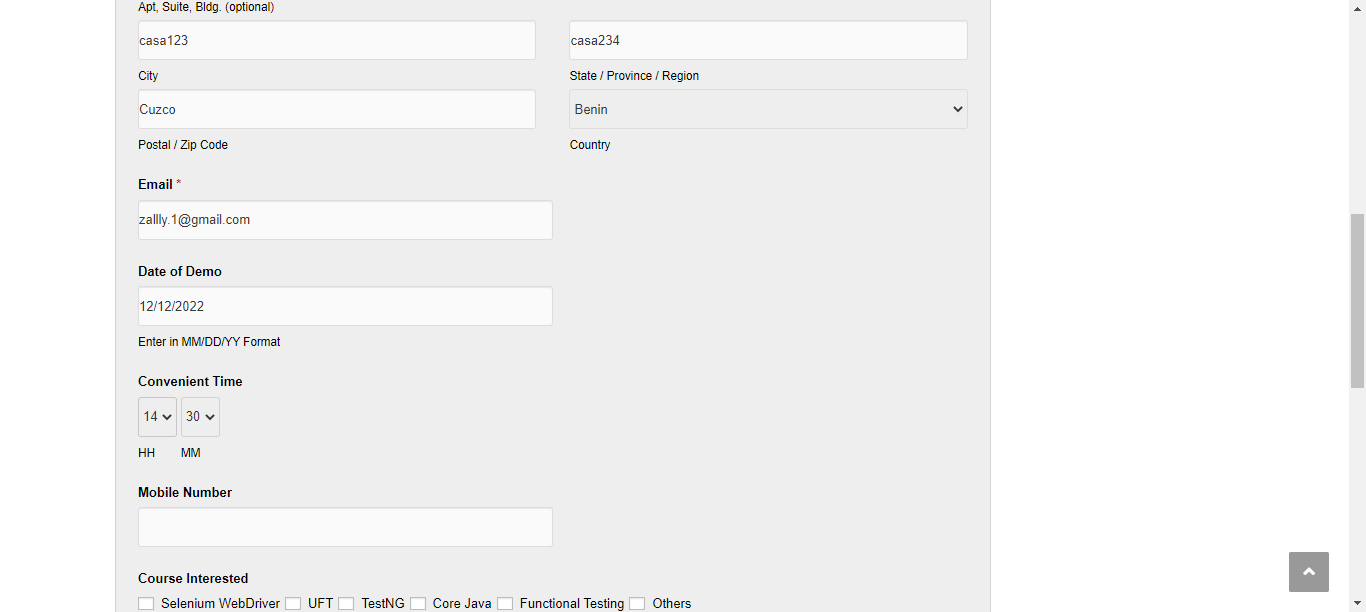 Apt, Suite, Bldg. (optional)
casa123 casa234
City State / Province / Region
Cuzco Benin
Postal / Zip Code Country
Email *
zallly.1@gmail.com
Date of Demo
12/12/2022
Enter in MM/DD/YY Format
Convenient Time
14 30
HH MM
Mobile Number
Course Interested
Selenium WebDriver UFT TestNG Core Java Functional Testing Others